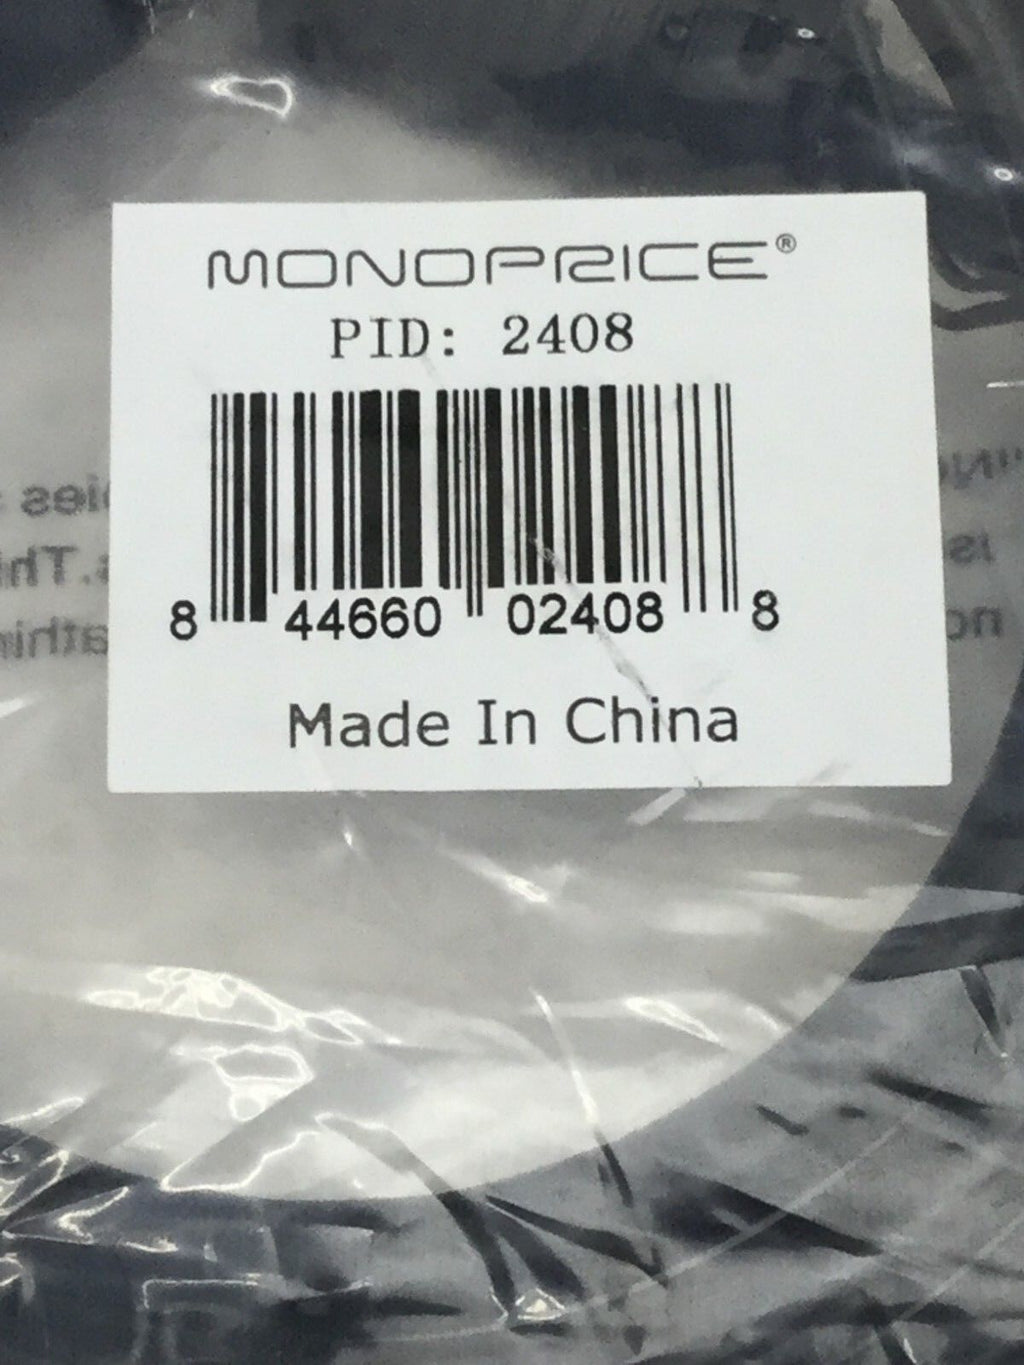 MONOPRICE®
PID: 2408
8 44660 02408 8
Made In China